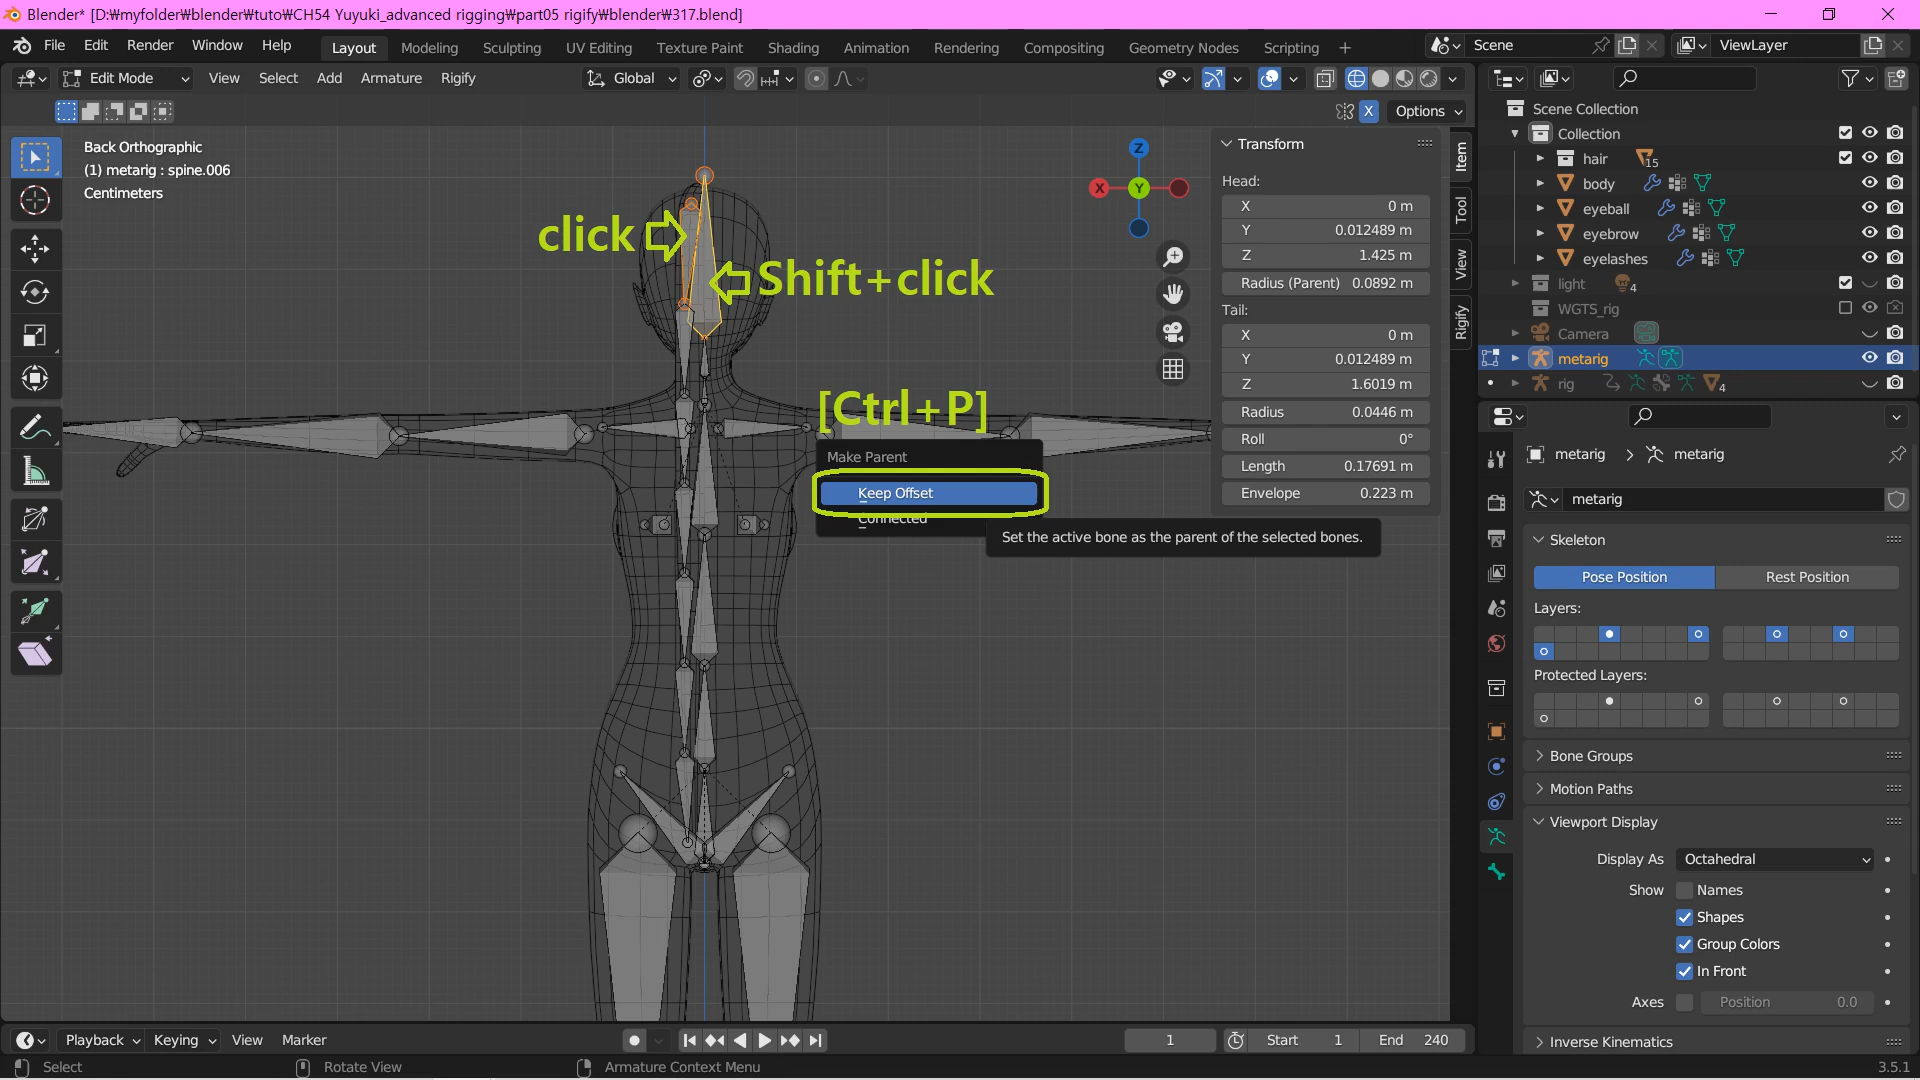 Blender* [D:₩myfolder₩blender₩tuto₩CH54 Yuyuki_advanced rigging₩part05 rigify₩blender₩317.blend]
File Edit Render Window Help
Layout Modeling Sculpting UV Editing Texture Paint Shading Animation Rendering Compositing Geometry Nodes Scripting +
Scene
ViewLayer
Edit Mode View Select Add Armature Rigify
Global
X Options
Back Orthographic
(1) metarig : spine.006
Centimeters
click
Shift+click
[Ctrl+P]
Make Parent
Keep Offset
Connected
Set the active bone as the parent of the selected bones.
Z
X
Y
Transform
Head:
X 0 m
Y 0.012489 m
Z 1.425 m
Radius (Parent) 0.0892 m
Tail:
X 0 m
Y 0.012489 m
Z 1.6019 m
Radius 0.0446 m
Roll 0°
Length 0.17691 m
Envelope 0.223 m
Item
Tool
View
Rigify
Scene Collection
Collection
hair 15
body
eyeball
eyebrow
eyelashes
light 4
WGTS_rig
Camera
metarig
rig 4
metarig > metarig
metarig
Skeleton
Pose Position Rest Position
Layers:
Protected Layers:
Bone Groups
Motion Paths
Viewport Display
Display As Octahedral
Show Names
Shapes
Group Colors
In Front
Axes Position 0.0
Inverse Kinematics
Playback Keying View Marker
1 Start 1 End 240
Select Rotate View Armature Context Menu
3.5.1